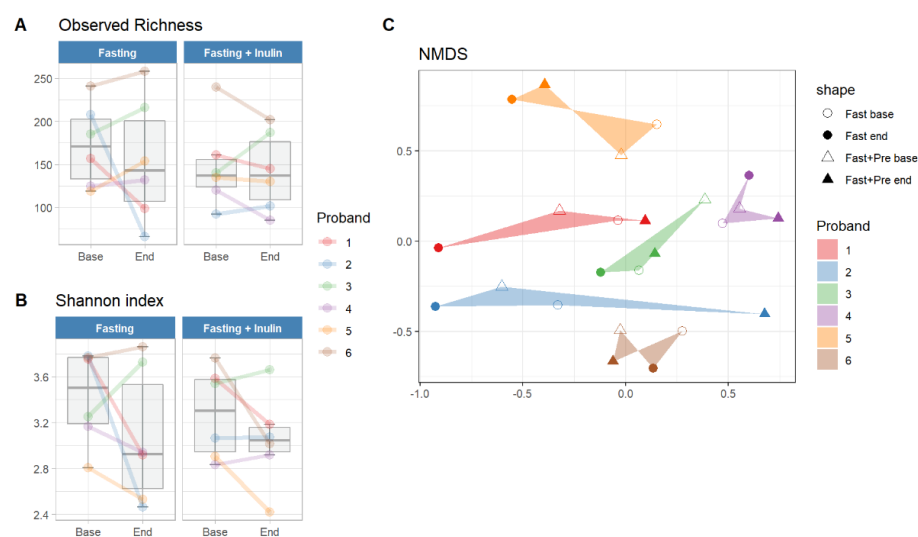 A Observed Richness
Fasting Fasting + Inulin
250
200
150
100
Base End Base End
B Shannon index
Fasting Fasting + Inulin
3.6
3.2
2.8
2.4
Base End Base End
Proband
1
2
3
4
5
6
C
NMDS
0.5
0.0
-0.5
-1.0 -0.5 0.0 0.5
shape
Fast base
Fast end
Fast+Pre base
Fast+Pre end
Proband
1
2
3
4
5
6